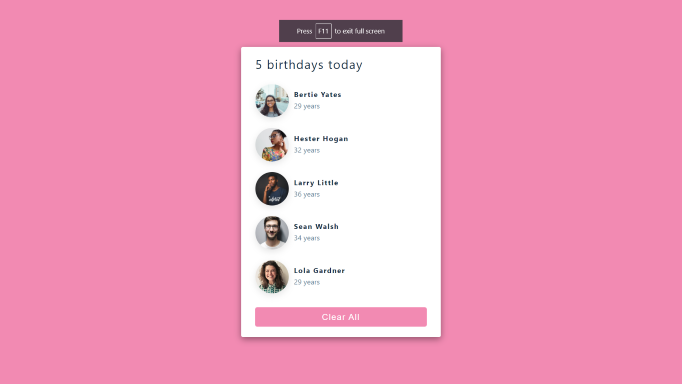 Press F11 to exit full screen
5 birthdays today
Bertie Yates
29 years
Hester Hogan
32 years
Larry Little
36 years
Sean Walsh
34 years
Lola Gardner
29 years
Clear All